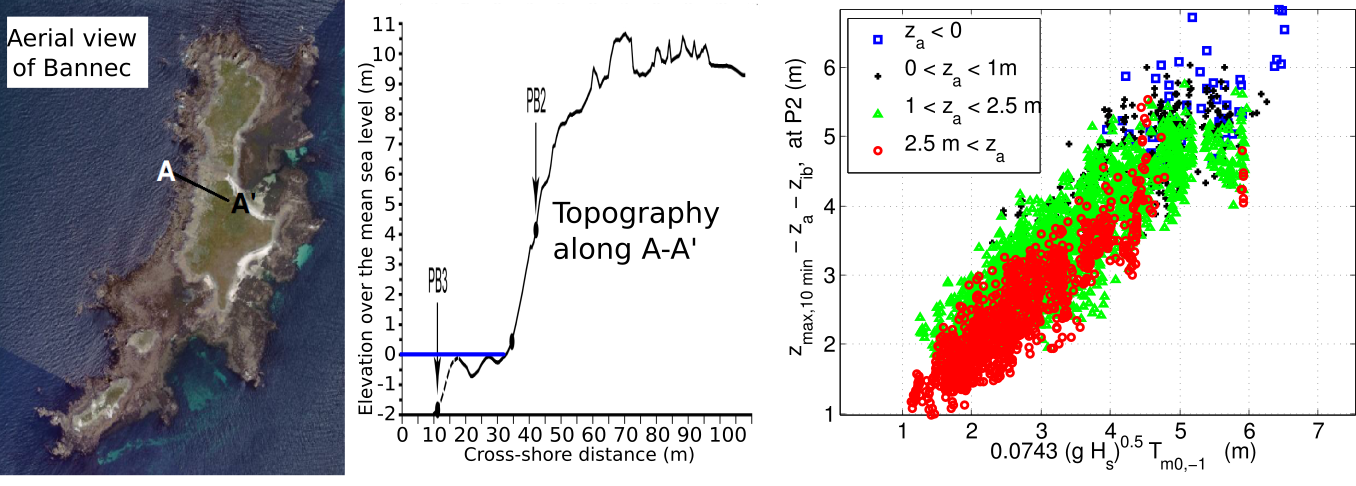 Aerial view
of Bannec
A
A'
11
10
9
8
7
6
5
4
3
2
1
0
-1
-2
Elevation over the mean sea level (m)
PB2
PB3
Topography
along A-A'
0 10 20 30 40 50 60 70 80 90 100
Cross-shore distance (m)
z_a < 0
0 < z_a < 1m
1 < z_a < 2.5 m
2.5 m < z_a
6
5
4
3
2
1
z_max,10 min − z_a − z_ib, at P2 (m)
1 2 3 4 5 6 7
0.0743 (g H_s)^0.5 T_m0,−1 (m)